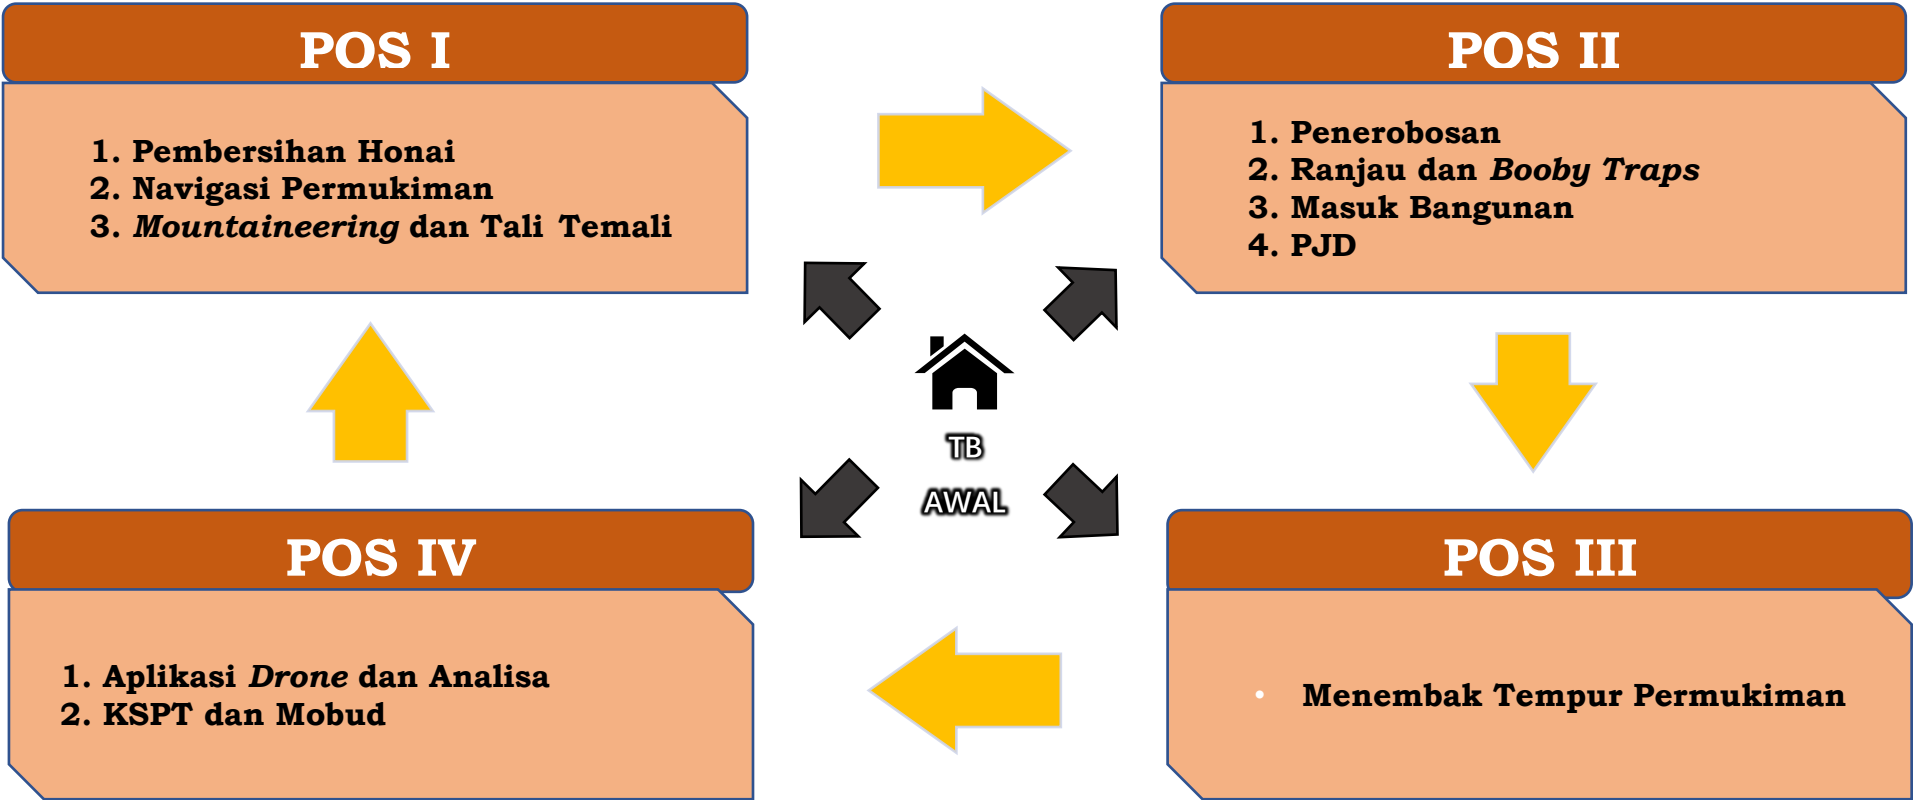 POS I
1. Pembersihan Honai
2. Navigasi Permukiman
3. Mountaineering dan Tali Temali
POS II
1. Penerobosan
2. Ranjau dan Booby Traps
3. Masuk Bangunan
4. PJD
TB
AWAL
POS IV
1. Aplikasi Drone dan Analisa
2. KSPT dan Mobud
POS III
• Menembak Tempur Permukiman